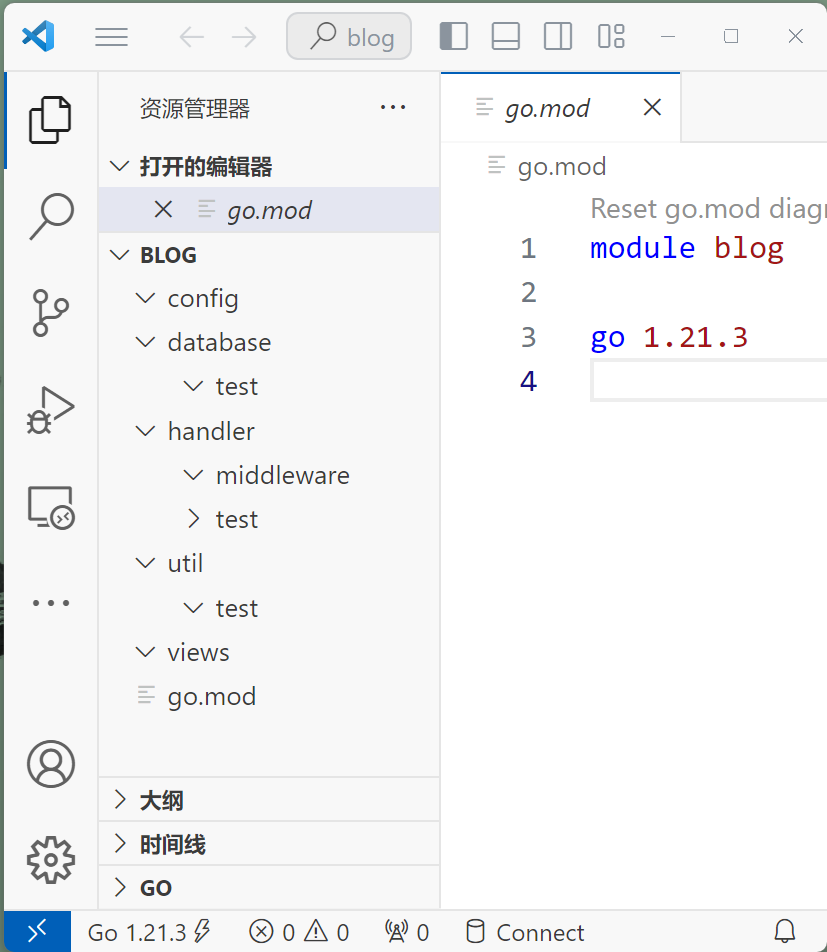 blog
资源管理器
打开的编辑器
go.mod
BLOG
config
database
test
handler
middleware
test
util
test
views
go.mod
大纲
时间线
GO
go.mod
go.mod
Reset go.mod diagn
1 module blog
2
3 go 1.21.3
4
Go 1.21.3 0 0 0 Connect